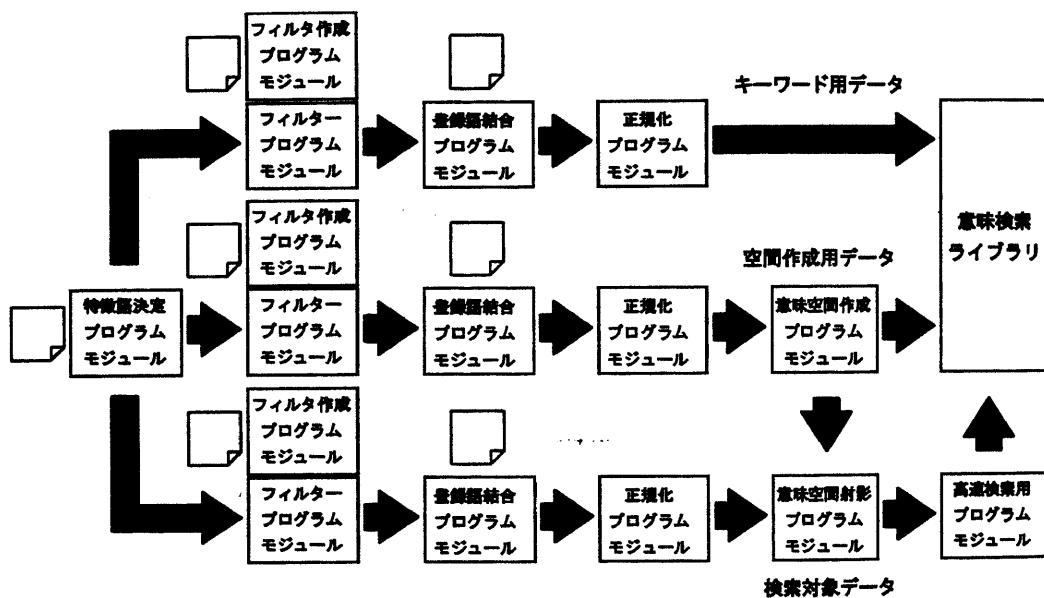 フィルタ作成
プログラム
モジュール
キーワード用データ
フィルター
プログラム
モジュール
登録語結合
プログラム
モジュール
正規化
プログラム
モジュール
意味検索
ライブラリ
フィルタ作成
プログラム
モジュール
空間作成用データ
特徴語決定
プログラム
モジュール
フィルター
プログラム
モジュール
登録語結合
プログラム
モジュール
正規化
プログラム
モジュール
意味空間作成
プログラム
モジュール
フィルタ作成
プログラム
モジュール
フィルター
プログラム
モジュール
登録語結合
プログラム
モジュール
正規化
プログラム
モジュール
意味空間射影
プログラム
モジュール
高速検索用
プログラム
モジュール
検索対象データ